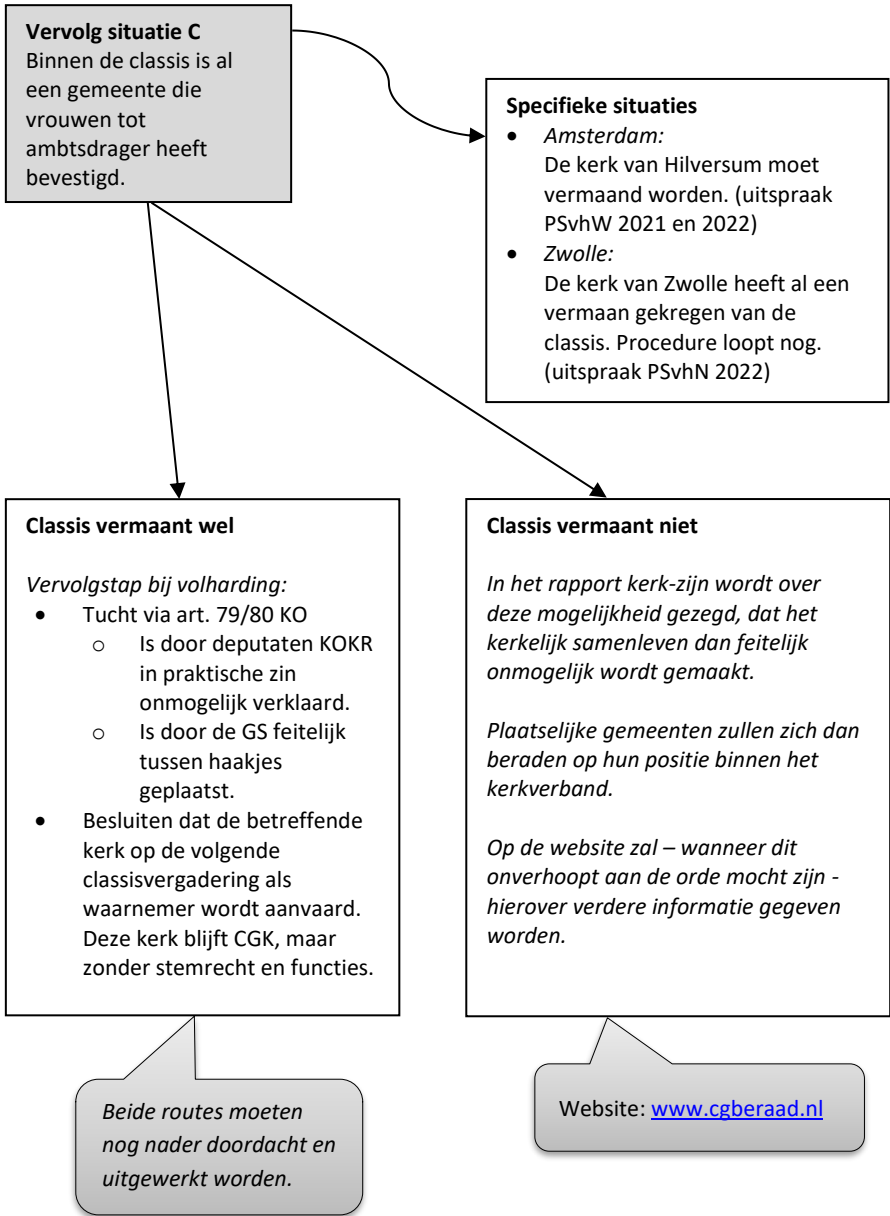 Vervolg situatie C
Binnen de classis is al
een gemeente die
vrouwen tot
ambtsdrager heeft
bevestigd.
Specifieke situaties
• Amsterdam:
De kerk van Hilversum moet
vermaand worden. (uitspraak
PSvhW 2021 en 2022)
• Zwolle:
De kerk van Zwolle heeft al een
vermaan gekregen van de
classis. Procedure loopt nog.
(uitspraak PSvhN 2022)
Classis vermaant wel
Vervolgstap bij volharding:
• Tucht via art. 79/80 KO
o Is door deputaten KOKR
in praktische zin
onmogelijk verklaard.
o Is door de GS feitelijk
tussen haakjes
geplaatst.
• Besluiten dat de betreffende
kerk op de volgende
classisvergadering als
waarnemer wordt aanvaard.
Deze kerk blijft CGK, maar
zonder stemrecht en functies.
Classis vermaant niet
In het rapport kerk-zijn wordt over
deze mogelijkheid gezegd, dat het
kerkelijk samenleven dan feitelijk
onmogelijk wordt gemaakt.
Plaatselijke gemeenten zullen zich dan
beraden op hun positie binnen het
kerkverband.
Op de website zal – wanneer dit
onverhoopt aan de orde mocht zijn -
hierover verdere informatie gegeven
worden.
Beide routes moeten
nog nader doordacht en
uitgewerkt worden.
Website: www.cgberaad.nl